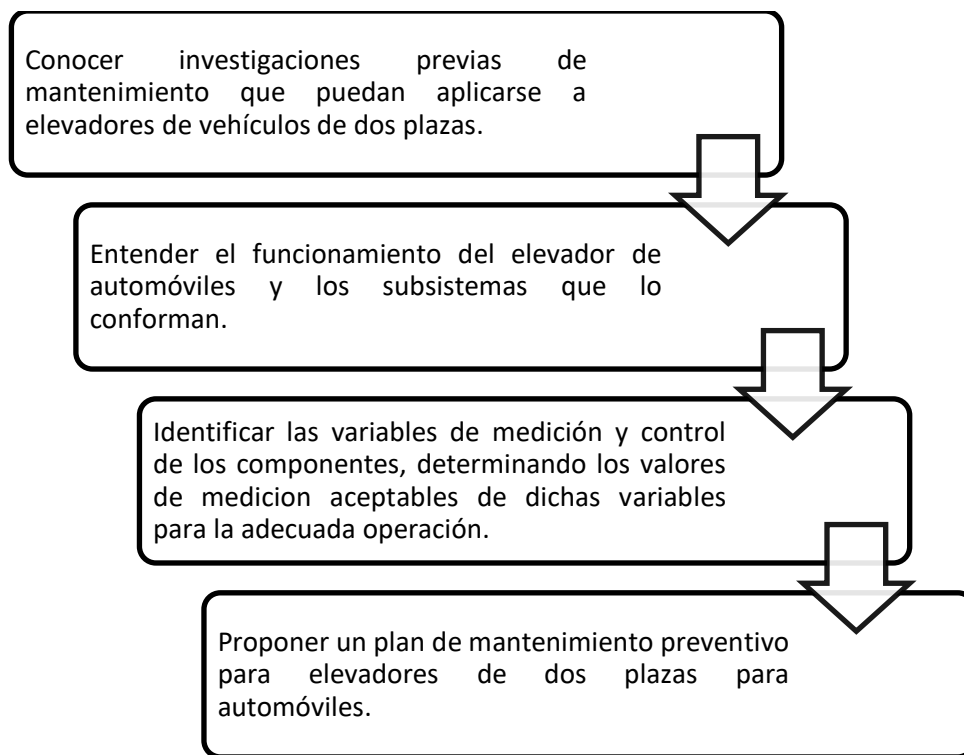 Conocer investigaciones previas de
mantenimiento que puedan aplicarse a
elevadores de vehículos de dos plazas.
Entender el funcionamiento del elevador de
automóviles y los subsistemas que lo
conforman.
Identificar las variables de medición y control
de los componentes, determinando los valores
de medicion aceptables de dichas variables
para la adecuada operación.
Proponer un plan de mantenimiento preventivo
para elevadores de dos plazas para
automóviles.